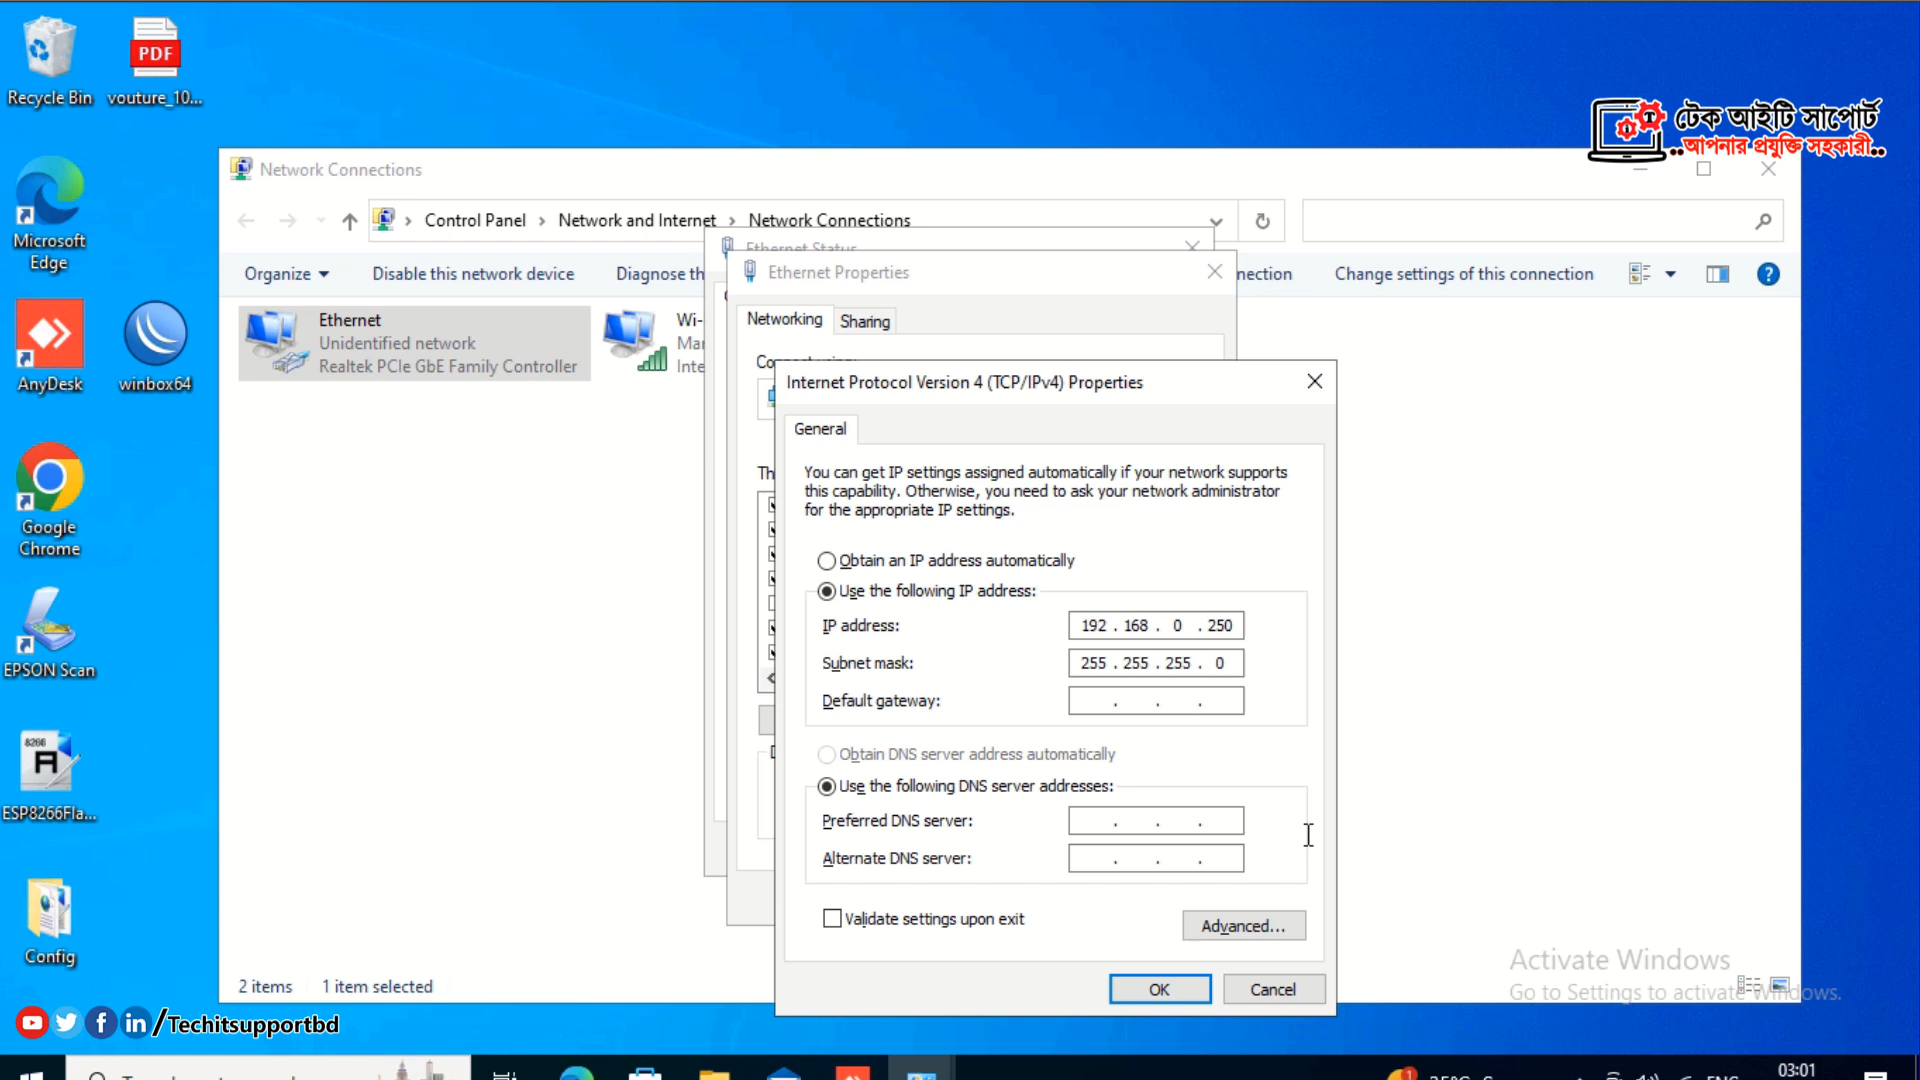 Recycle Bin
PDF
vouture_10...
টেক আইটি সাপোর্ট
..আপনার প্রযুক্তি সহকারী..
Network Connections
Microsoft
Edge
Control Panel
Network and Internet
Network Connections
Ethernet Status
Ethernet Properties
Organize
Disable this network device
Diagnose th
nection
Change settings of this connection
Networking
Sharing
Ethernet
Unidentified network
Realtek PCIe GbE Family Controller
Wi-
Mar
Inte
AnyDesk
winbox64
Internet Protocol Version 4 (TCP/IPv4) Properties
General
You can get IP settings assigned automatically if your network supports
this capability. Otherwise, you need to ask your network administrator
for the appropriate IP settings.
Th
Google
Chrome
Obtain an IP address automatically
Use the following IP address:
IP address:
192 . 168 . 0 . 250
Subnet mask:
255 . 255 . 255 . 0
Default gateway:
. . .
EPSON Scan
Obtain DNS server address automatically
Use the following DNS server addresses:
Preferred DNS server:
. . .
Alternate DNS server:
. . .
8266
A
ESP8266Fla...
Validate settings upon exit
Advanced...
Config
Activate Windows
Go to Settings to activate Windows.
2 items
1 item selected
OK
Cancel
/Techitsupportbd
03:01